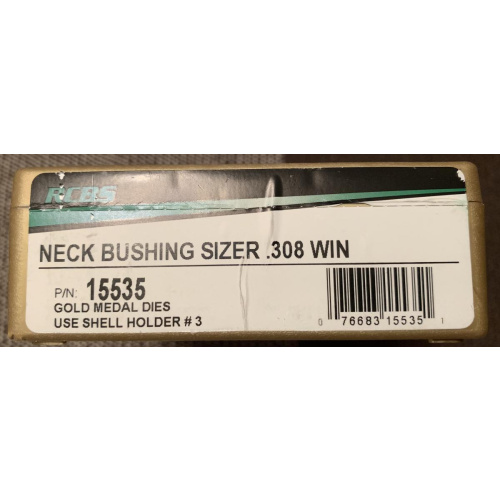 RCBS
NECK BUSHING SIZER .308 WIN
P/N: 15535
GOLD MEDAL DIES
USE SHELL HOLDER # 3
0 76683 15535 1